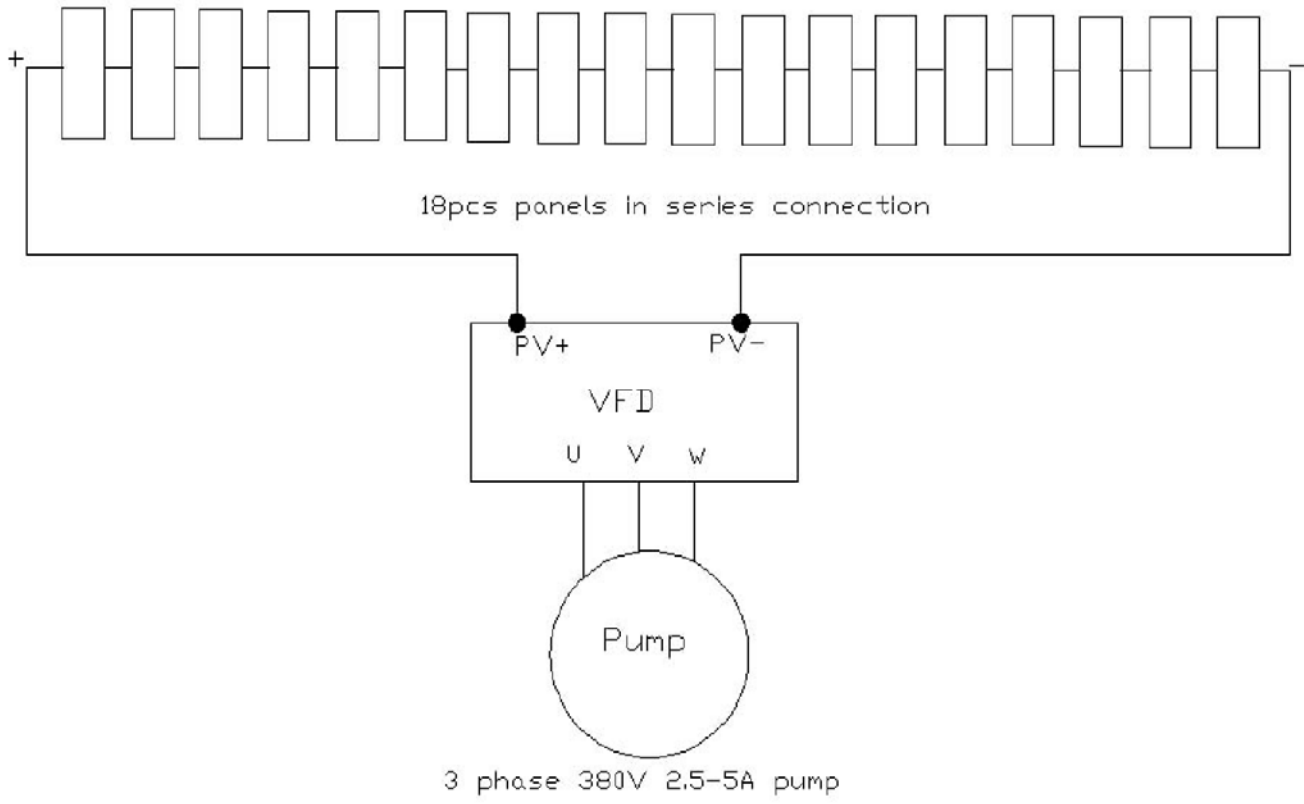 + −
18pcs panels in series connection
PV+ PV-
VFD
U V W
Pump
3 phase 380V 2.5-5A pump